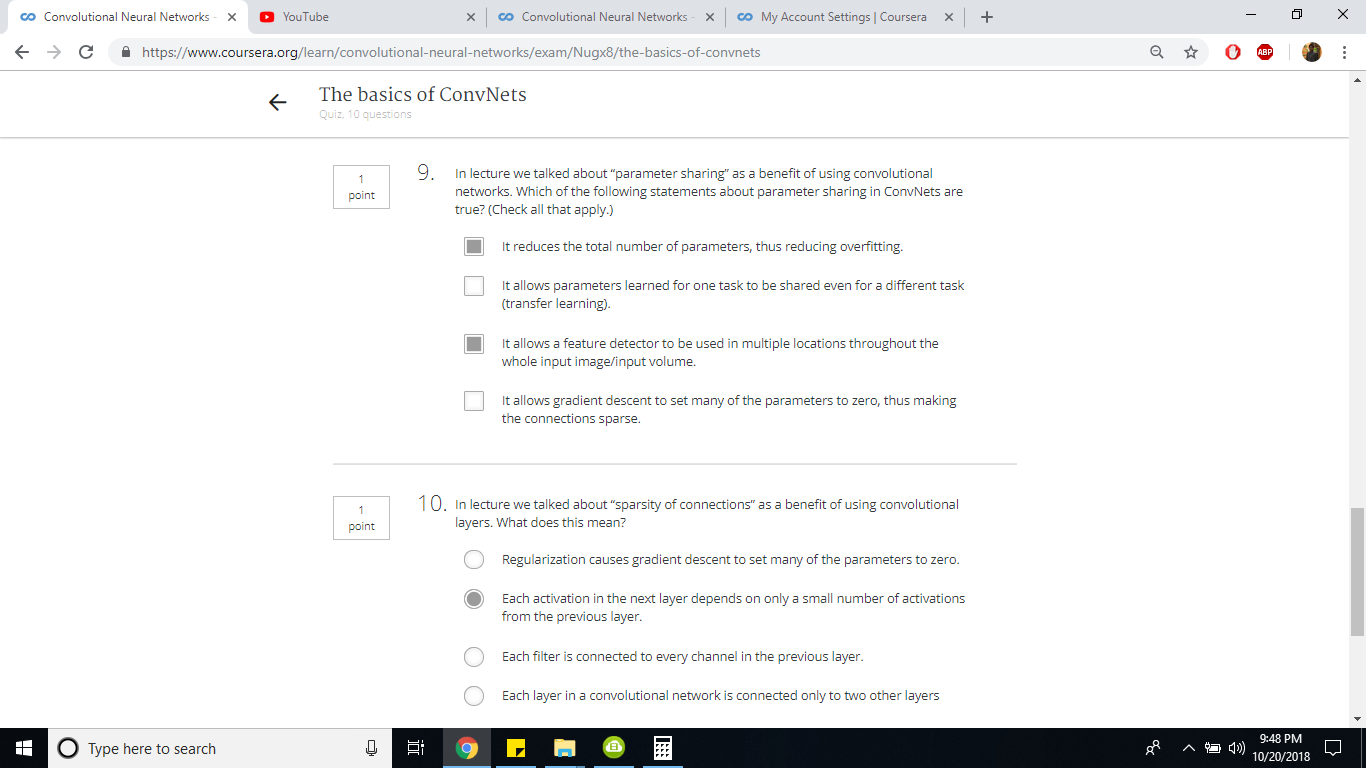 Convolutional Neural Networks -
YouTube
Convolutional Neural Networks -
My Account Settings | Coursera
https://www.coursera.org/learn/convolutional-neural-networks/exam/Nugx8/the-basics-of-convnets
ABP
The basics of ConvNets
Quiz, 10 questions
1
point
9.
In lecture we talked about “parameter sharing” as a benefit of using convolutional
networks. Which of the following statements about parameter sharing in ConvNets are
true? (Check all that apply.)
It reduces the total number of parameters, thus reducing overfitting.
It allows parameters learned for one task to be shared even for a different task
(transfer learning).
It allows a feature detector to be used in multiple locations throughout the
whole input image/input volume.
It allows gradient descent to set many of the parameters to zero, thus making
the connections sparse.
1
point
10.
In lecture we talked about “sparsity of connections” as a benefit of using convolutional
layers. What does this mean?
Regularization causes gradient descent to set many of the parameters to zero.
Each activation in the next layer depends on only a small number of activations
from the previous layer.
Each filter is connected to every channel in the previous layer.
Each layer in a convolutional network is connected only to two other layers
Type here to search
9:48 PM
10/20/2018